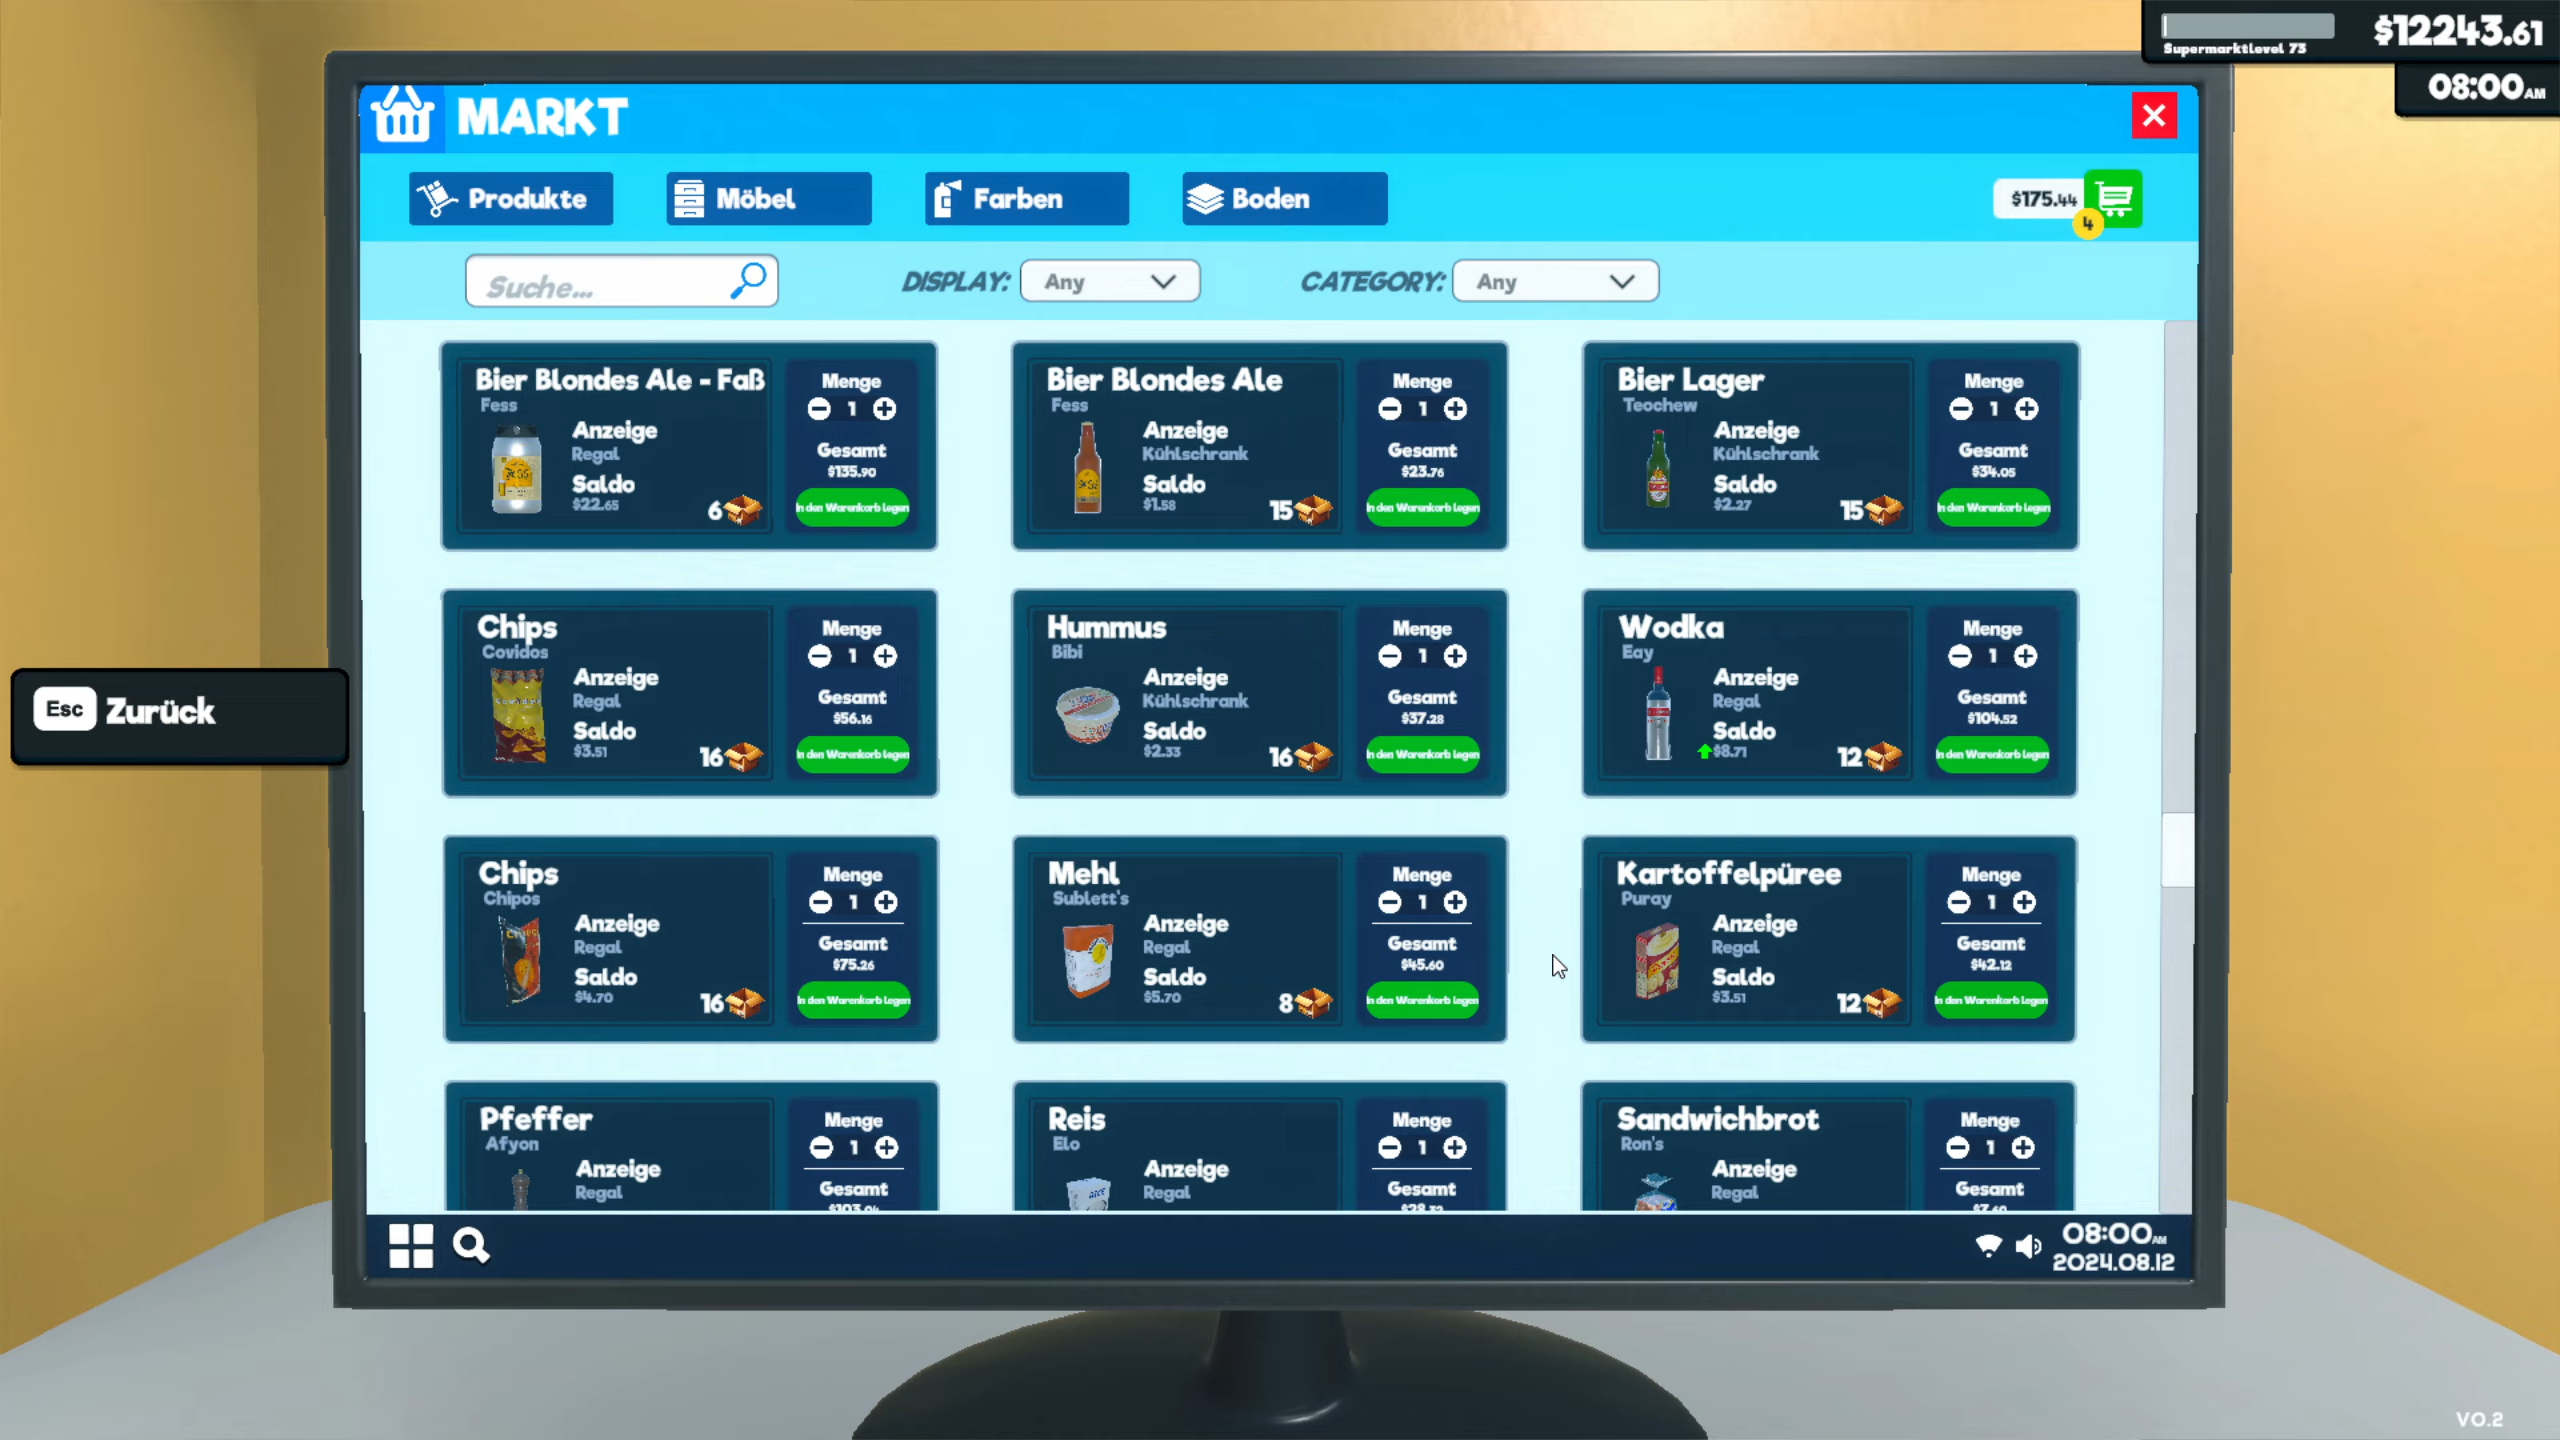 Supermarktlevel 73
$12243.61
08:00AM
MARKT
Produkte
Möbel
Farben
Boden
$175.44
4
Suche...
DISPLAY:
Any
CATEGORY:
Any
Bier Blondes Ale - Faß
Fess
Anzeige
Regal
Saldo
$22.65
6
Menge
1
Gesamt
$135.90
In den Warenkorb legen
Bier Blondes Ale
Fess
Anzeige
Kühlschrank
Saldo
$1.58
15
Menge
1
Gesamt
$23.76
In den Warenkorb legen
Bier Lager
Teochew
Anzeige
Kühlschrank
Saldo
$2.27
15
Menge
1
Gesamt
$34.05
In den Warenkorb legen
Chips
Covidos
Anzeige
Regal
Saldo
$3.51
16
Menge
1
Gesamt
$56.16
In den Warenkorb legen
Hummus
Bibi
Anzeige
Kühlschrank
Saldo
$2.33
16
Menge
1
Gesamt
$37.28
In den Warenkorb legen
Wodka
Eay
Anzeige
Regal
Saldo
$8.71
12
Menge
1
Gesamt
$104.52
In den Warenkorb legen
Esc Zurück
Chips
Chipos
Anzeige
Regal
Saldo
$4.70
16
Menge
1
Gesamt
$75.26
In den Warenkorb legen
Mehl
Sublett's
Anzeige
Regal
Saldo
$5.70
8
Menge
1
Gesamt
$45.60
In den Warenkorb legen
Kartoffelpüree
Puray
Anzeige
Regal
Saldo
$3.51
12
Menge
1
Gesamt
$42.12
In den Warenkorb legen
Pfeffer
Afyon
Anzeige
Regal
Menge
1
Gesamt
$103.04
Reis
Elo
Anzeige
Regal
Menge
1
Gesamt
$28.32
Sandwichbrot
Ron's
Anzeige
Regal
Menge
1
Gesamt
$7.60
08:00AM
2024.08.12
V0.2